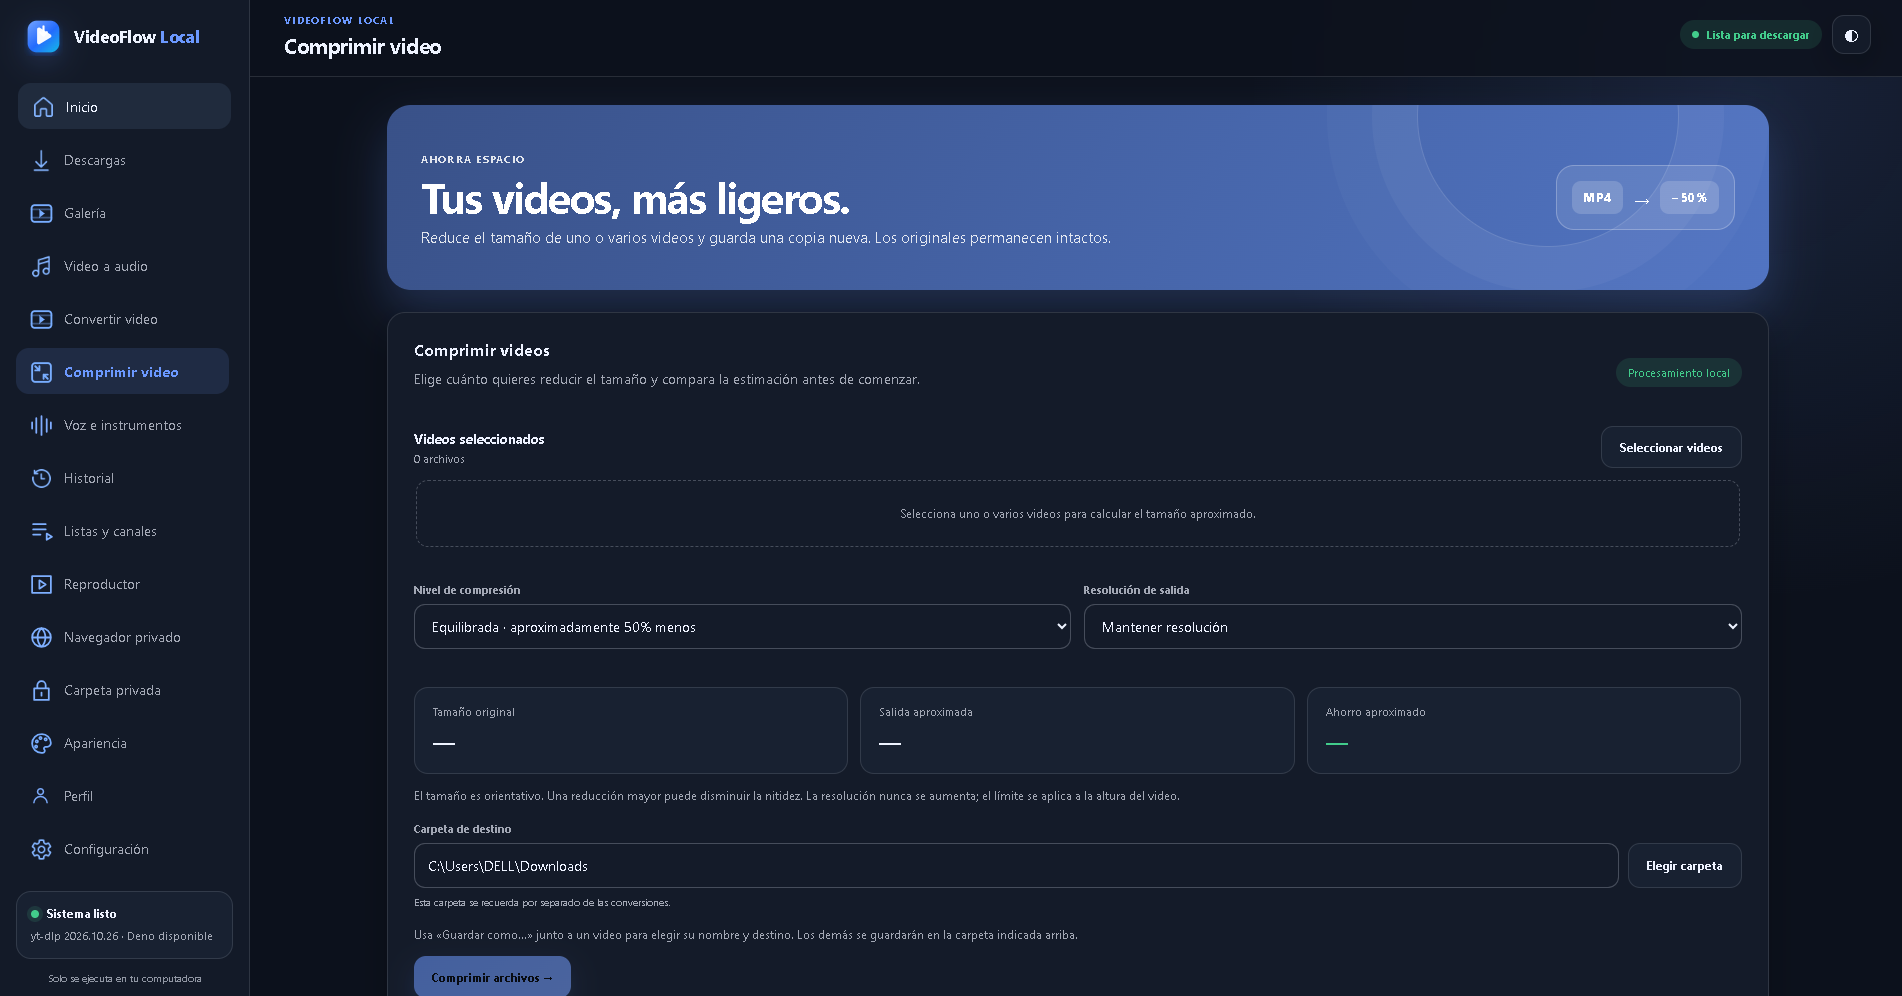 VideoFlow Local
Inicio
Descargas
Galería
Video a audio
Convertir video
Comprimir video
Voz e instrumentos
Historial
Listas y canales
Reproductor
Navegador privado
Carpeta privada
Apariencia
Perfil
Configuración
Sistema listo
yt-dlp 2026.10.26 · Deno disponible
Solo se ejecuta en tu computadora
VIDEOFLOW LOCAL
Comprimir video
Lista para descargar
AHORRA ESPACIO
Tus videos, más ligeros.
Reduce el tamaño de uno o varios videos y guarda una copia nueva. Los originales permanecen intactos.
MP4 → −50 %
Comprimir videos
Elige cuánto quieres reducir el tamaño y compara la estimación antes de comenzar.
Procesamiento local
Videos seleccionados
0 archivos
Seleccionar videos
Selecciona uno o varios videos para calcular el tamaño aproximado.
Nivel de compresión
Equilibrada · aproximadamente 50% menos
Resolución de salida
Mantener resolución
Tamaño original
—
Salida aproximada
—
Ahorro aproximado
—
El tamaño es orientativo. Una reducción mayor puede disminuir la nitidez. La resolución nunca se aumenta; el límite se aplica a la altura del video.
Carpeta de destino
C:\Users\DELL\Downloads
Elegir carpeta
Esta carpeta se recuerda por separado de las conversiones.
Usa «Guardar como…» junto a un video para elegir su nombre y destino. Los demás se guardarán en la carpeta indicada arriba.
Comprimir archivos →